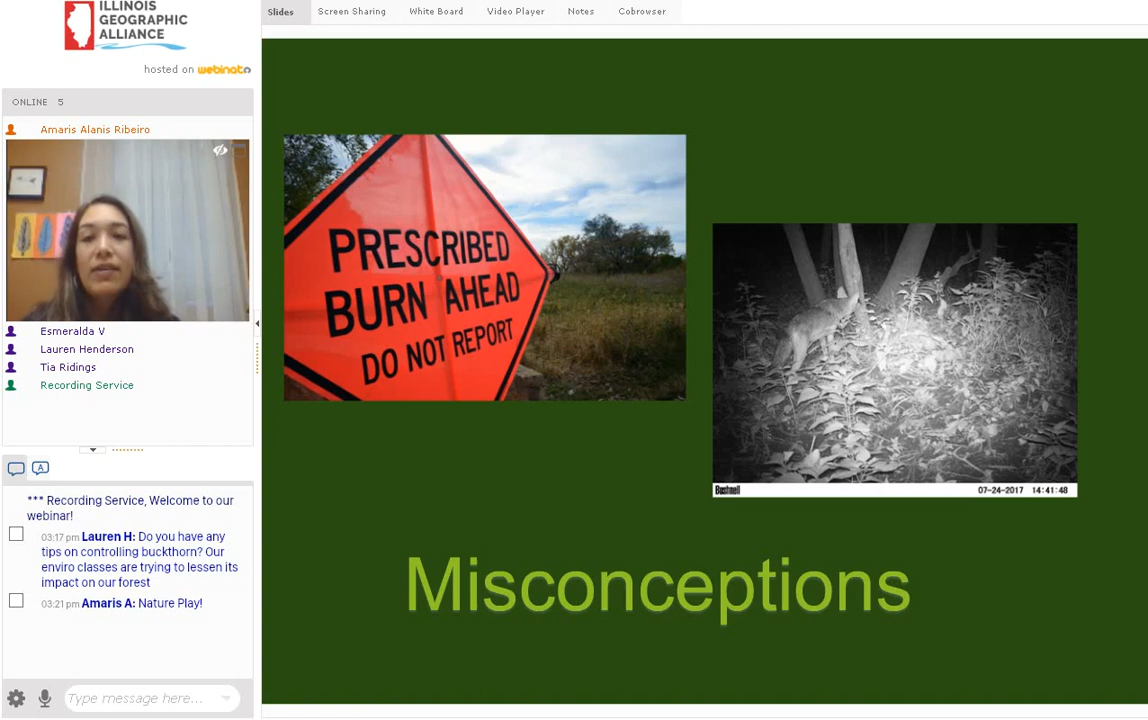 ILLINOIS
GEOGRAPHIC
ALLIANCE
hosted on webinato
ONLINE 5
Amaris Alanis Ribeiro
Esmeralda V
Lauren Henderson
Tia Ridings
Recording Service
A
*** Recording Service, Welcome to our
webinar!
03:17 pm Lauren H: Do you have any
tips on controlling buckthorn? Our
enviro classes are trying to lessen its
impact on our forest
03:21 pm Amaris A: Nature Play!
Type message here...
Slides Screen Sharing White Board Video Player Notes Cobrowser
PRESCRIBED
BURN AHEAD
DO NOT REPORT
Bushnell 07-24-2017 14:41:48
Misconceptions